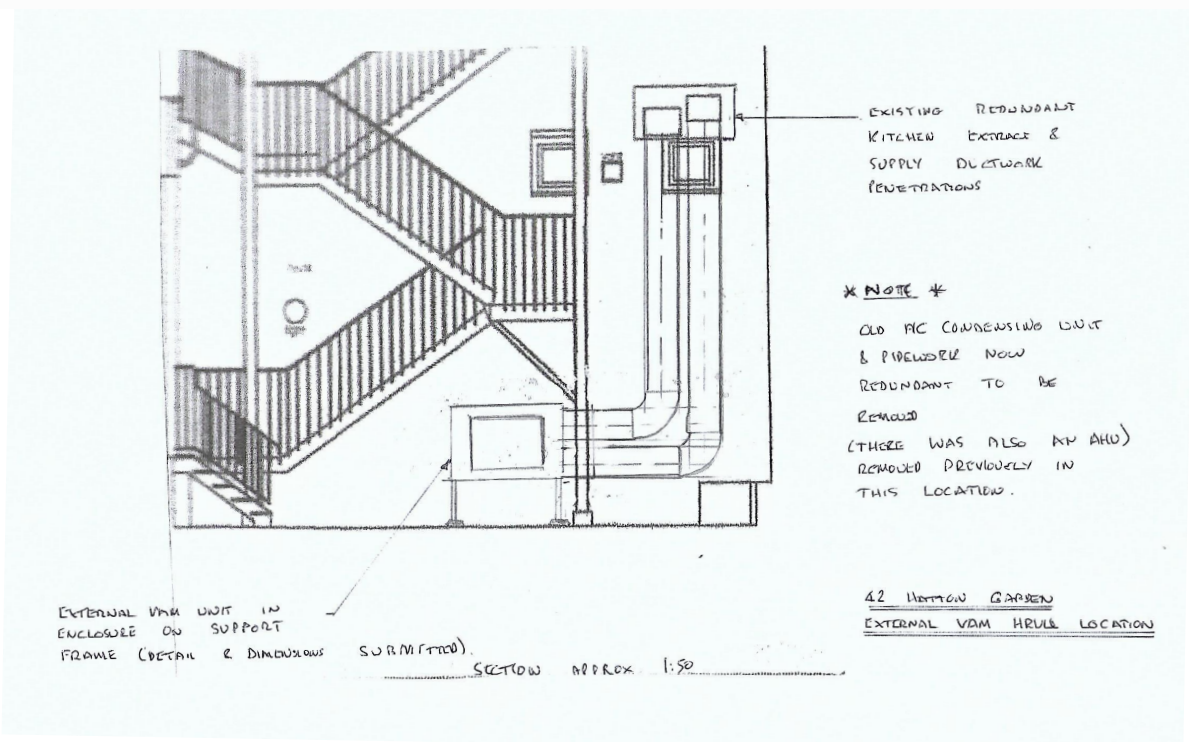 EXISTING REDUNDANT
KITCHEN EXTRACT &
SUPPLY DUCTWORK
PENETRATIONS
* NOTE *
OLD A/C CONDENSING UNIT
& PIPEWORK NOW
REDUNDANT TO BE
REMOVED
(THERE WAS ALSO AN AHU)
REMOVED PREVIOUSLY IN
THIS LOCATION.
EXTERNAL VAM UNIT IN
ENCLOSURE ON SUPPORT
FRAME (DETAIL & DIMENSIONS SUBMITTED).
SECTION APPROX 1:50
42 HATTON GARDEN
EXTERNAL VAM HRU LOCATION